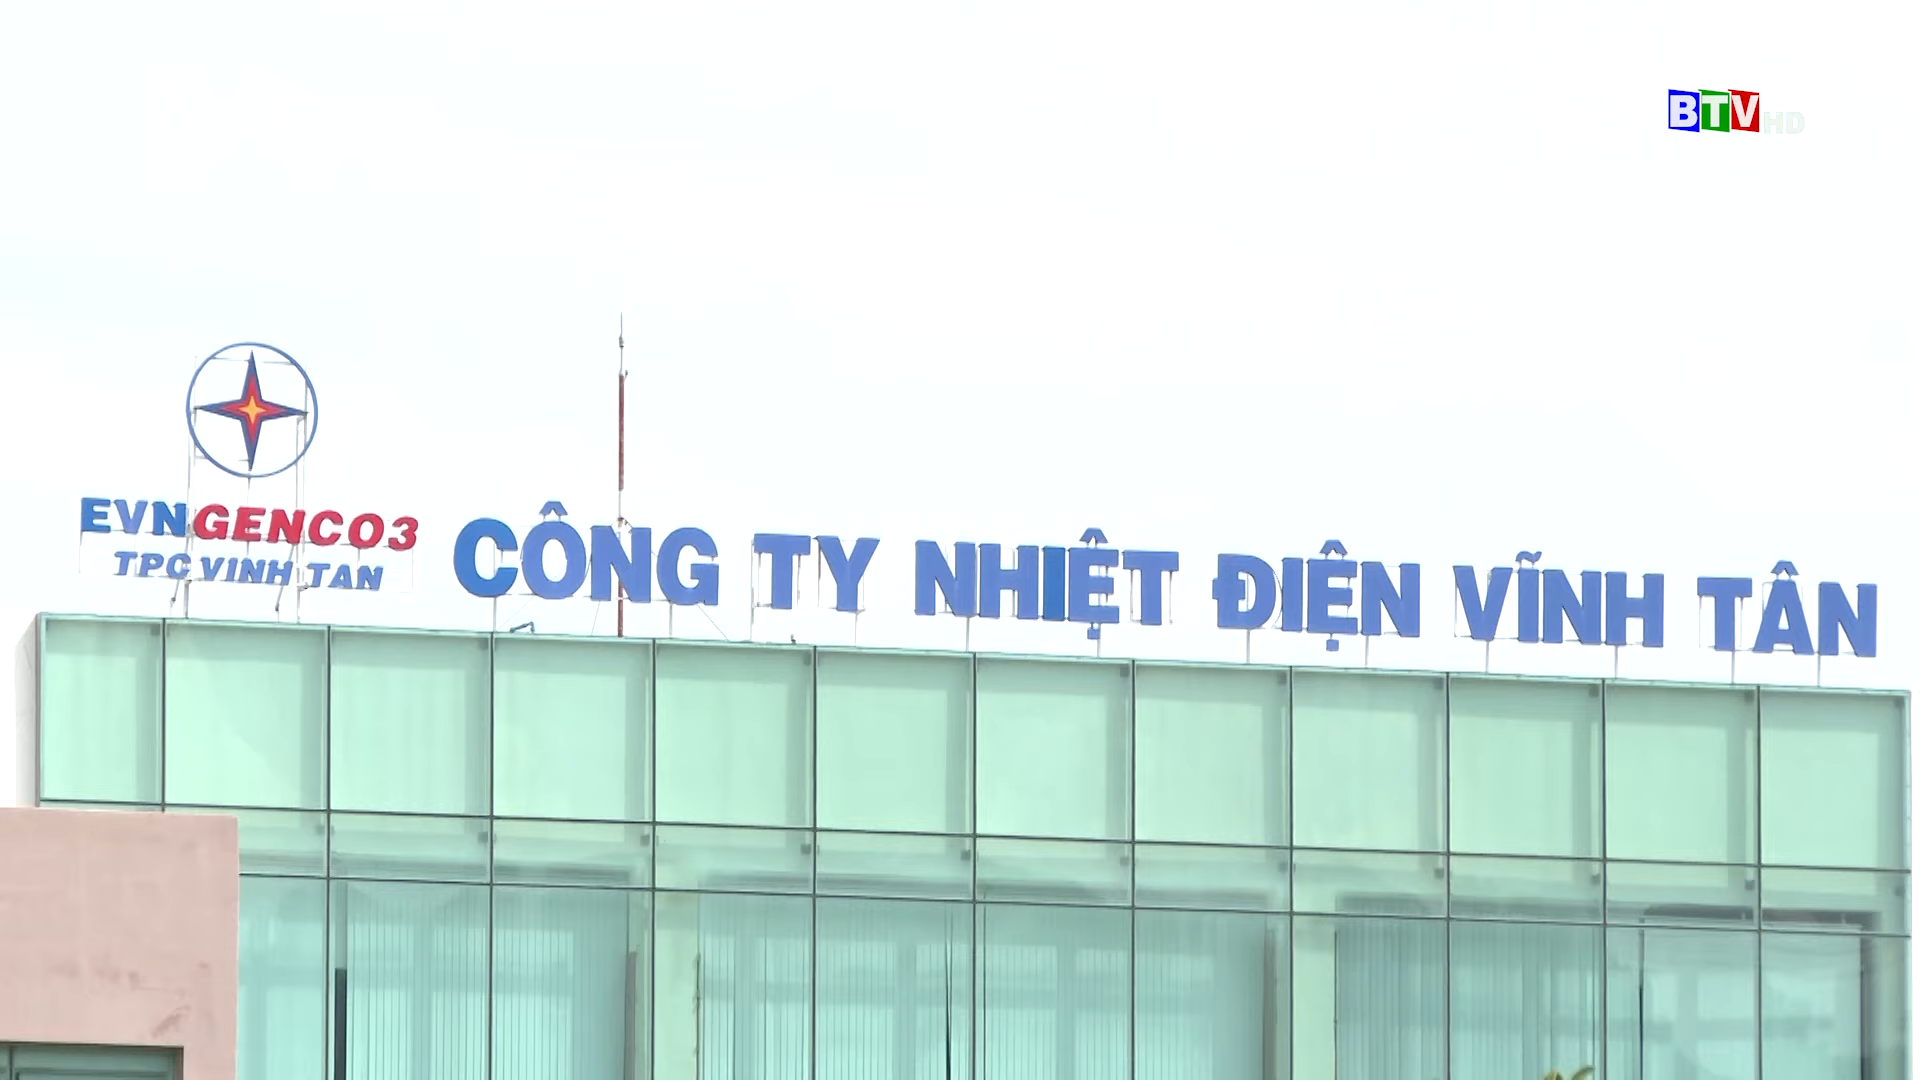 BTV HD
EVNGENCO3
TPC VINH TAN
CÔNG TY NHIỆT ĐIỆN VĨNH TÂN